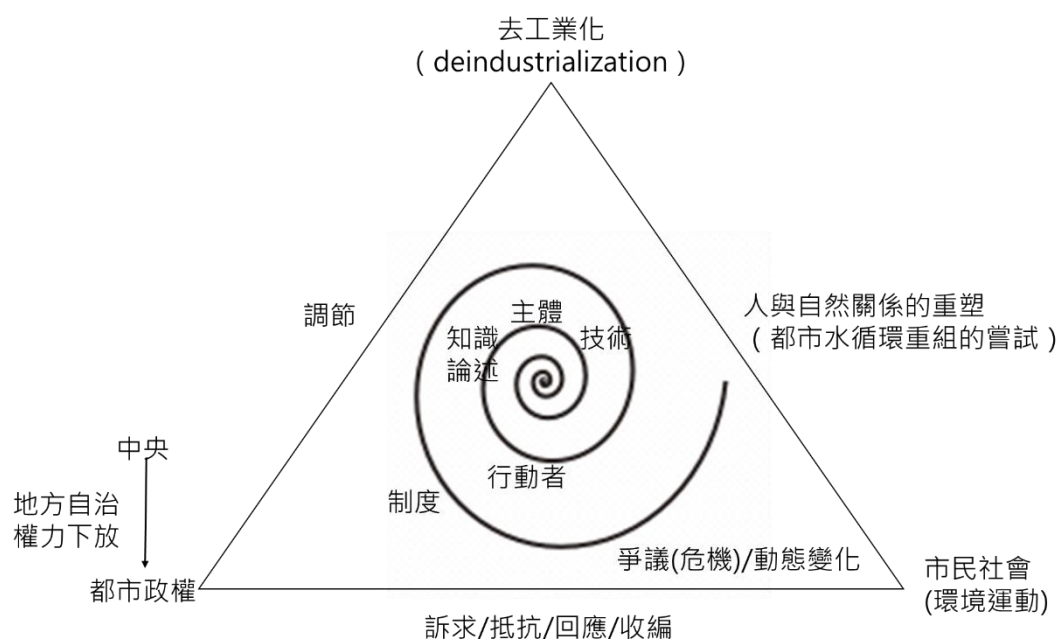 去工業化
（deindustrialization）
調節
人與自然關係的重塑
（都市水循環重組的嘗試）
主體
知識
論述
技術
行動者
制度
中央
地方自治
權力下放
都市政權
爭議(危機)/動態變化
市民社會
(環境運動)
訴求/抵抗/回應/收編